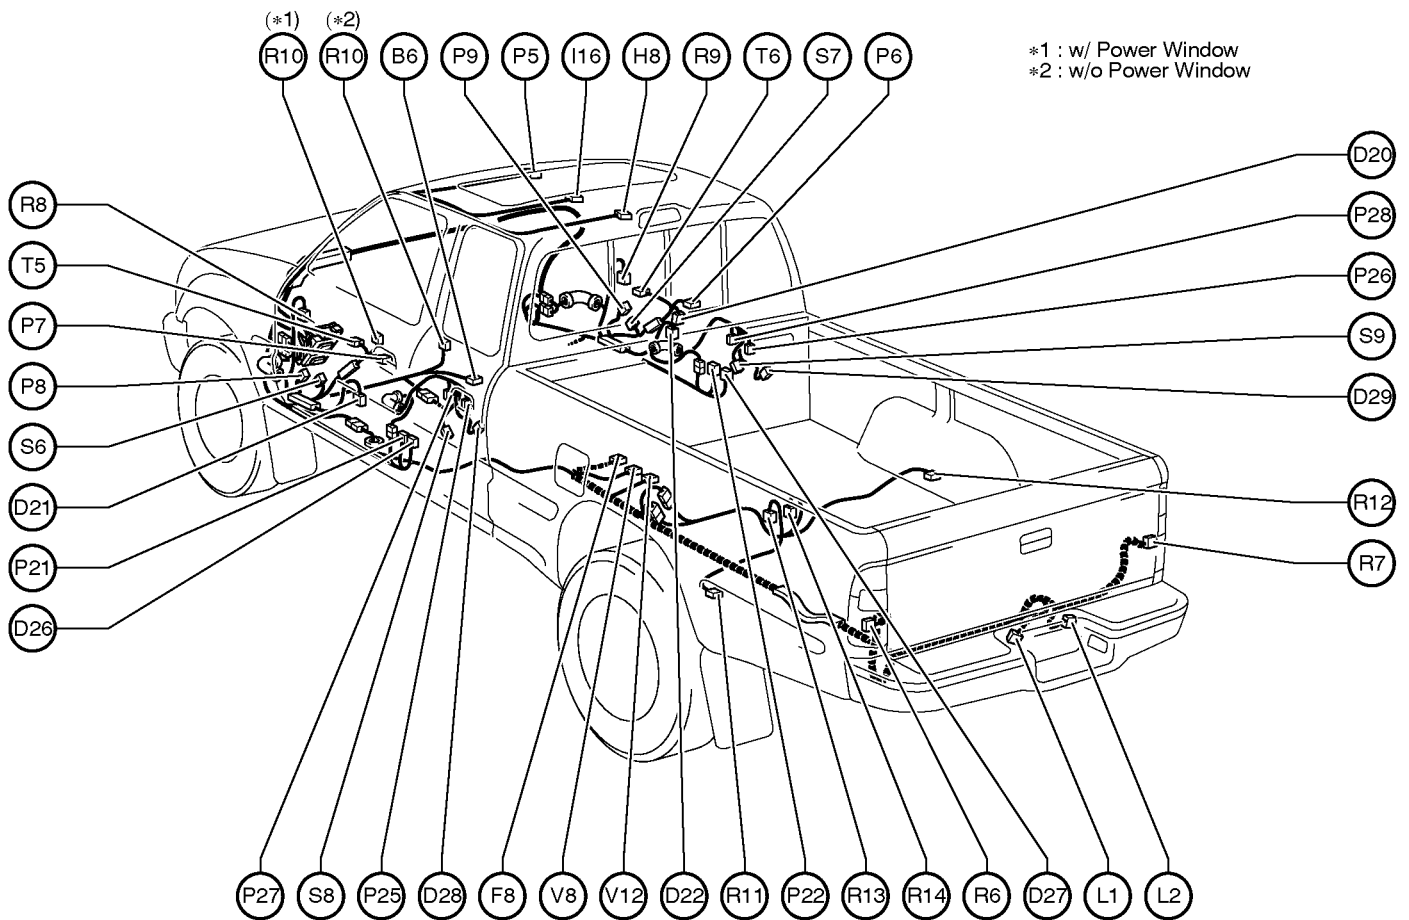 (∗1) (∗2)
R10 R10 B6 P9 P5 I16 H8 R9 T6 S7 P6
∗1 : w/ Power Window
∗2 : w/o Power Window
D20
R8
P28
T5
P26
P7
S9
P8
D29
S6
D21
R12
P21
R7
D26
P27 S8 P25 D28 F8 V8 V12 D22 R11 P22 R13 R14 R6 D27 L1 L2